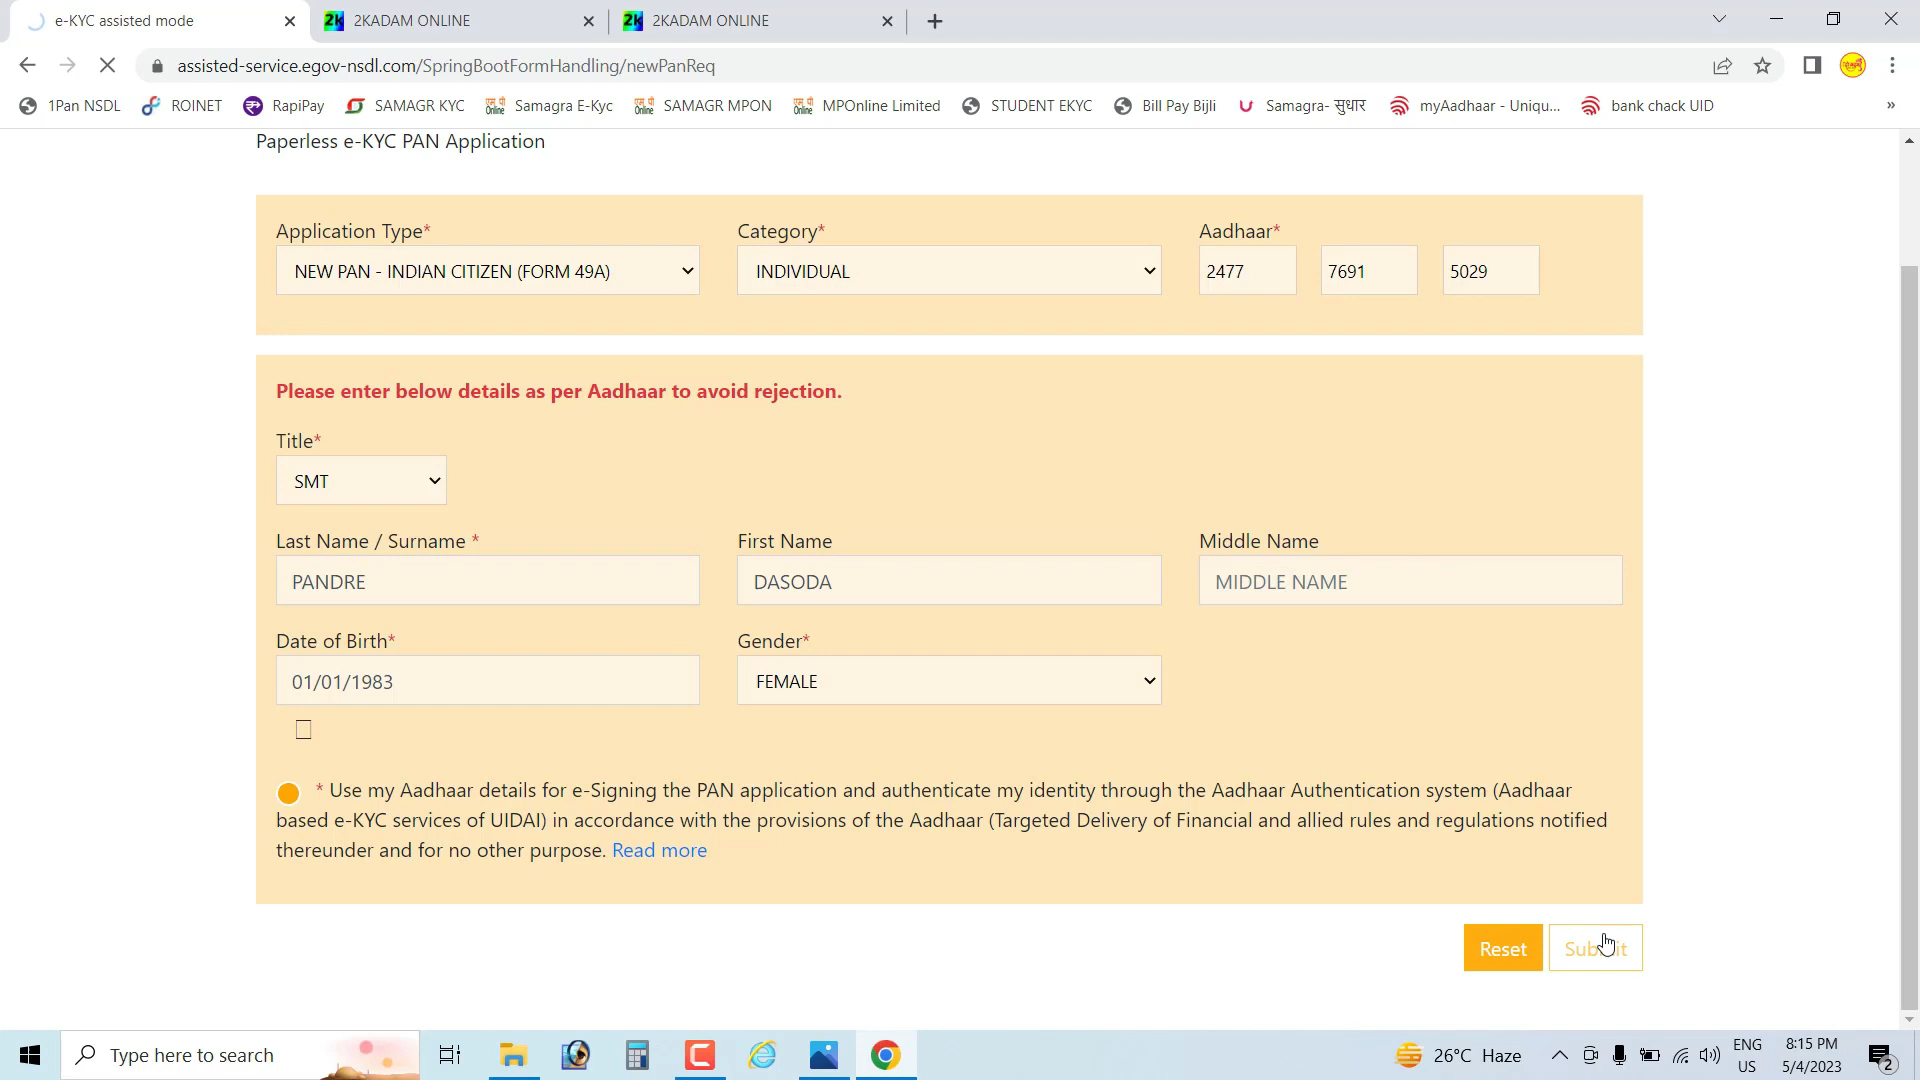 e-KYC assisted mode
2KADAM ONLINE
2KADAM ONLINE
assisted-service.egov-nsdl.com/SpringBootFormHandling/newPanReq
1Pan NSDL
ROINET
RapiPay
SAMAGR KYC
Samagra E-Kyc
SAMAGR MPON
MPOnline Limited
STUDENT EKYC
Bill Pay Bijli
Samagra- सुधार
myAadhaar - Uniqu...
bank chack UID
»
Paperless e-KYC PAN Application
Application Type* Category* Aadhaar*
NEW PAN - INDIAN CITIZEN (FORM 49A) INDIVIDUAL 2477 7691 5029
Please enter below details as per Aadhaar to avoid rejection.
Title*
SMT
Last Name / Surname * First Name Middle Name
PANDRE DASODA MIDDLE NAME
Date of Birth* Gender*
01/01/1983 FEMALE
* Use my Aadhaar details for e-Signing the PAN application and authenticate my identity through the Aadhaar Authentication system (Aadhaar
based e-KYC services of UIDAI) in accordance with the provisions of the Aadhaar (Targeted Delivery of Financial and allied rules and regulations notified
thereunder and for no other purpose. Read more
Reset Submit
Type here to search
26°C Haze
ENG
US
8:15 PM
5/4/2023
2